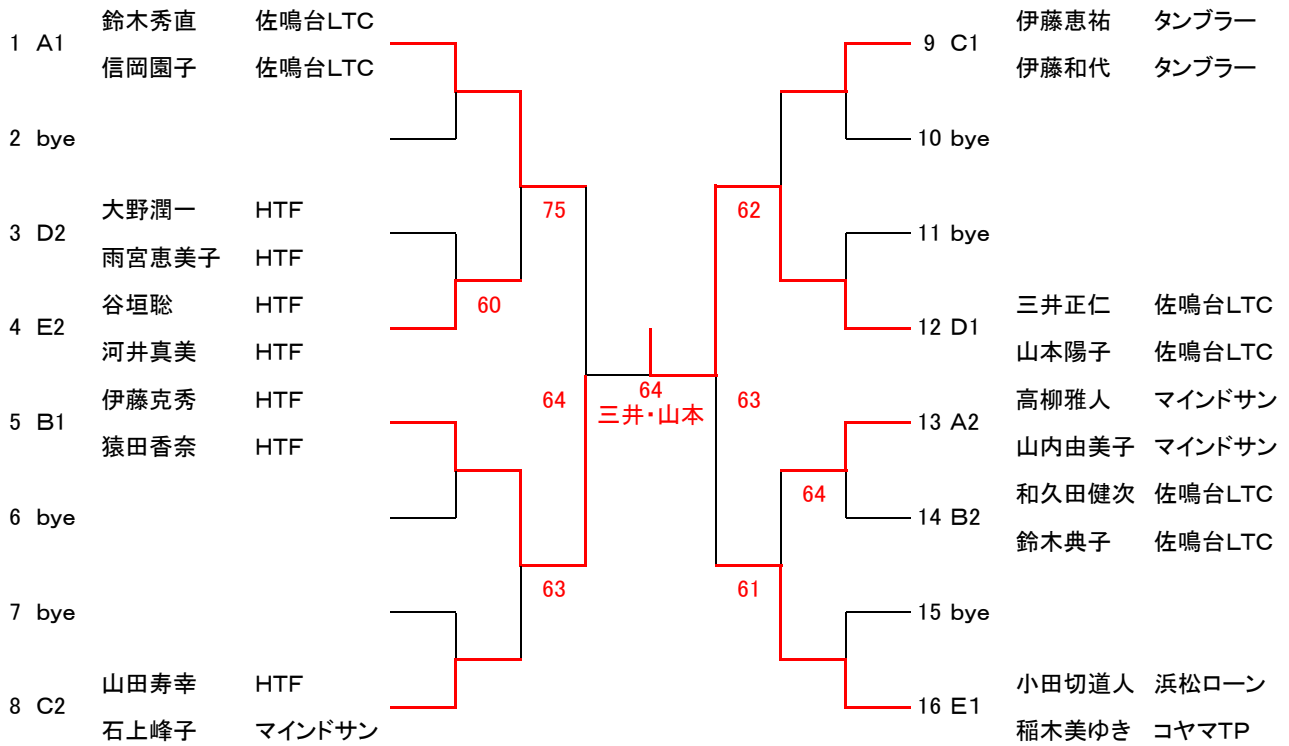 鈴木秀直 佐鳴台LTC
1 A1
信岡園子 佐鳴台LTC
2 bye
大野潤一 HTF
3 D2
雨宮恵美子 HTF
谷垣聡 HTF
4 E2
河井真美 HTF
伊藤克秀 HTF
5 B1
猿田香奈 HTF
6 bye
7 bye
山田寿幸 HTF
8 C2
石上峰子 マインドサン
75
60
64
63
64
三井・山本
62
63
64
61
伊藤恵祐 タンブラー
9 C1
伊藤和代 タンブラー
10 bye
11 bye
三井正仁 佐鳴台LTC
12 D1
山本陽子 佐鳴台LTC
高柳雅人 マインドサン
13 A2
山内由美子 マインドサン
和久田健次 佐鳴台LTC
14 B2
鈴木典子 佐鳴台LTC
15 bye
小田切道人 浜松ローン
16 E1
稲木美ゆき コヤマTP